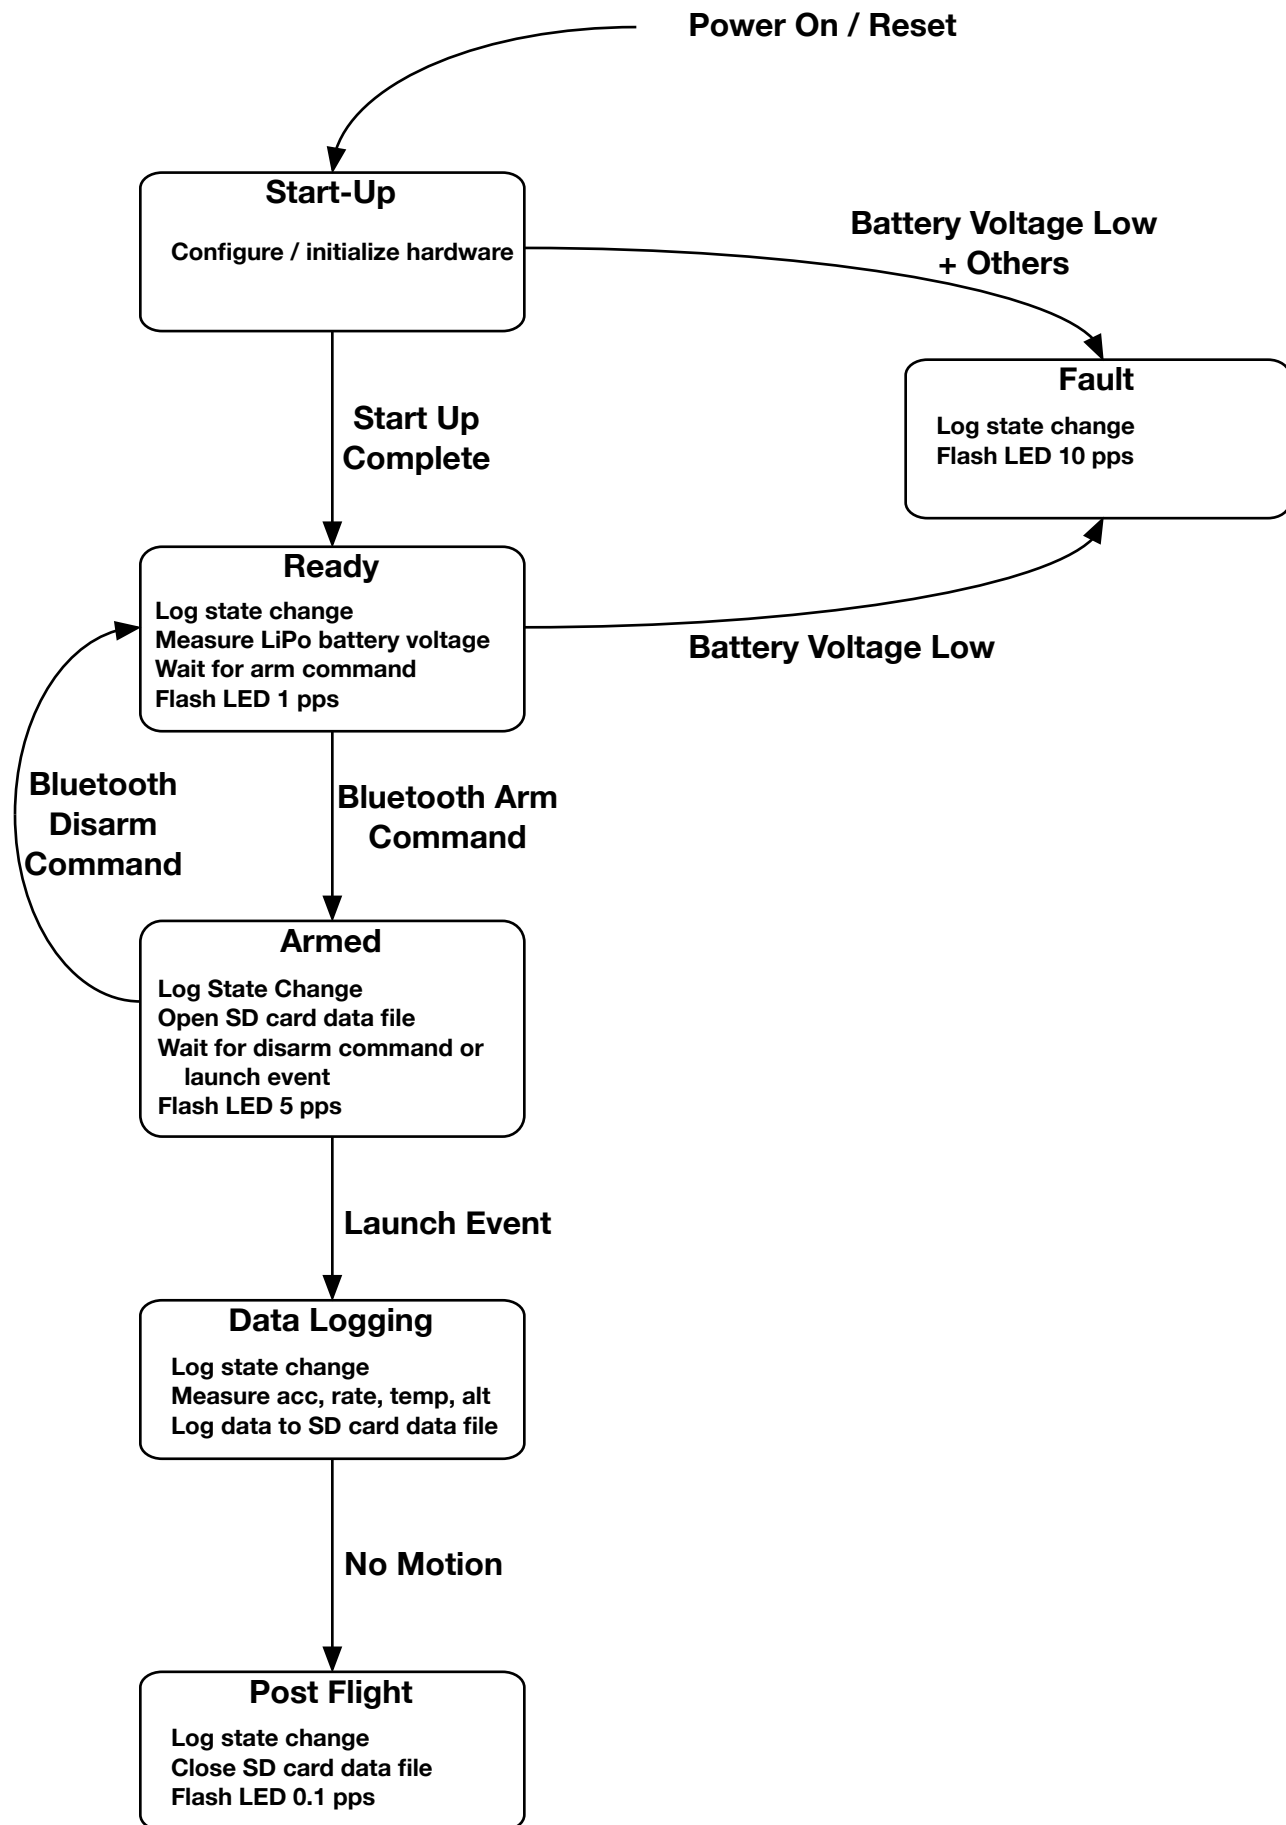 Power On / Reset
Start-Up
Configure / initialize hardware
Battery Voltage Low
+ Others
Fault
Log state change
Flash LED 10 pps
Start Up
Complete
Ready
Log state change
Measure LiPo battery voltage
Wait for arm command
Flash LED 1 pps
Battery Voltage Low
Bluetooth
Disarm
Command
Bluetooth Arm
Command
Armed
Log State Change
Open SD card data file
Wait for disarm command or
launch event
Flash LED 5 pps
Launch Event
Data Logging
Log state change
Measure acc, rate, temp, alt
Log data to SD card data file
No Motion
Post Flight
Log state change
Close SD card data file
Flash LED 0.1 pps